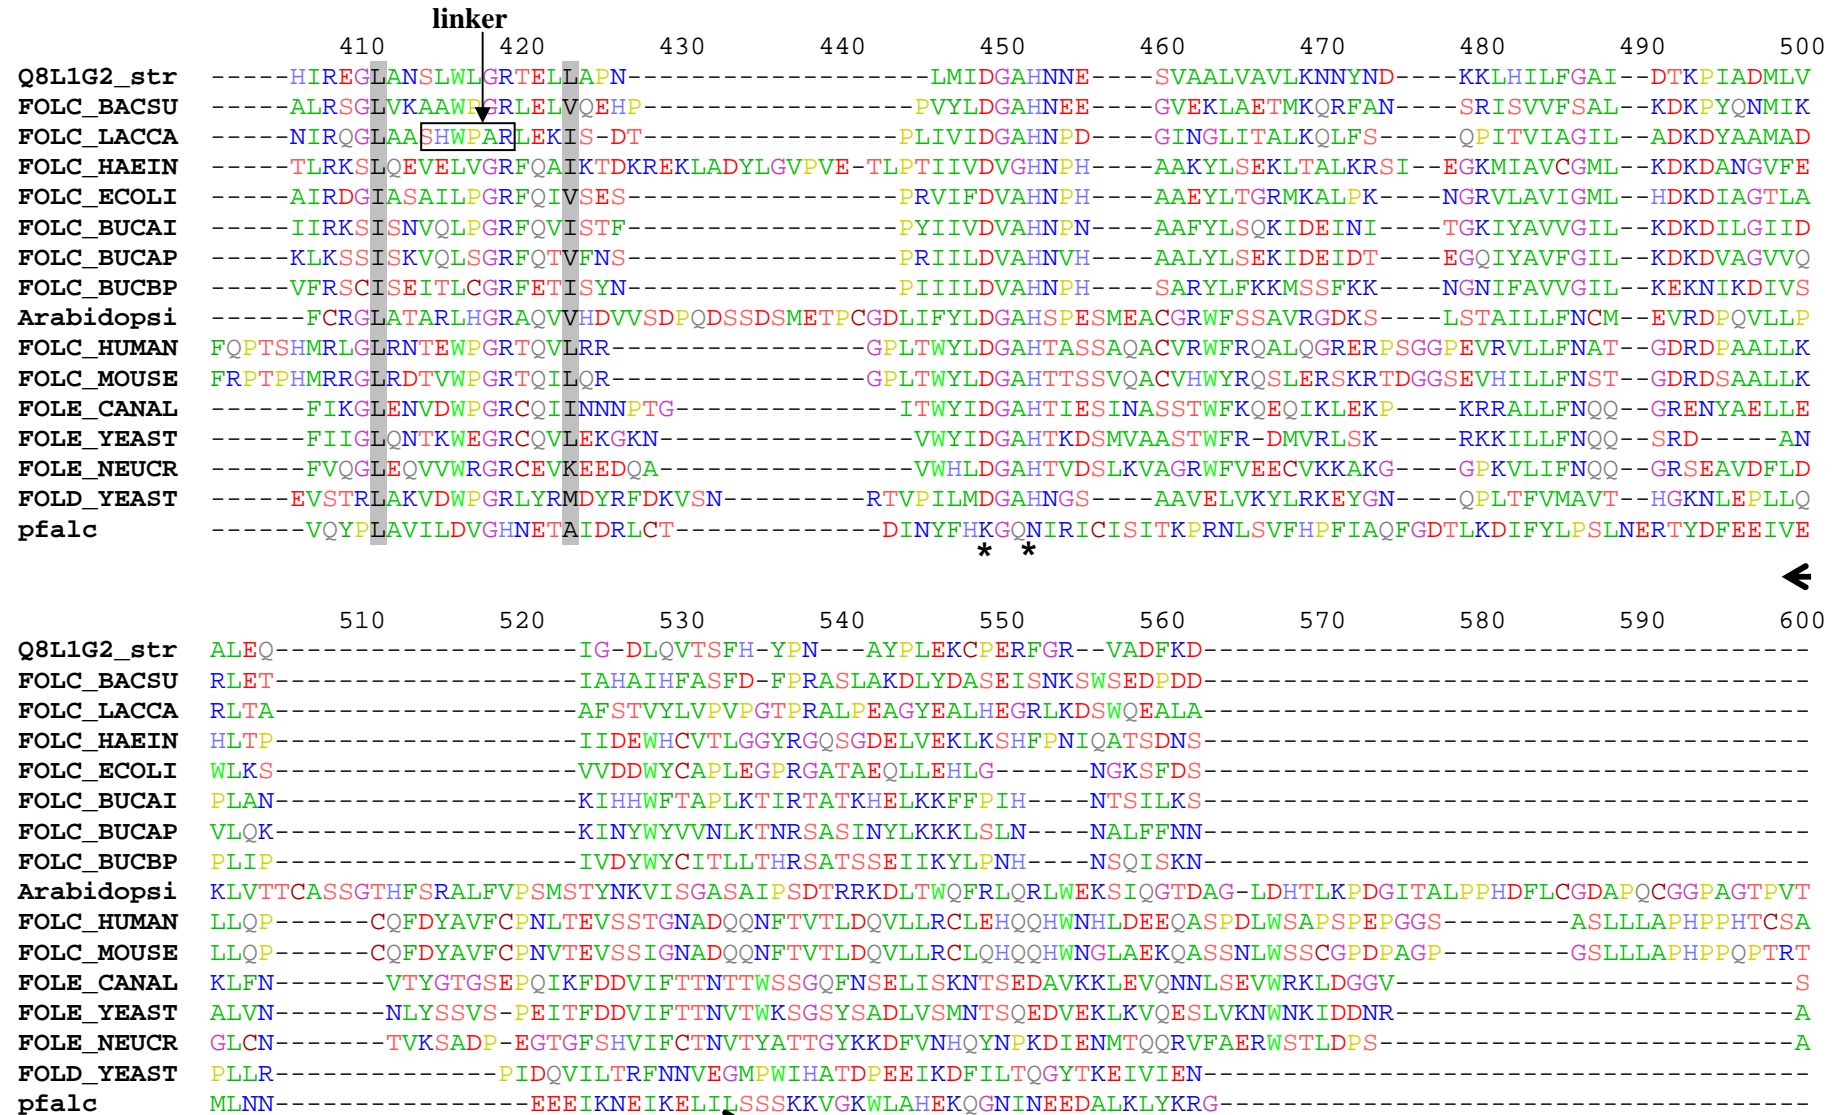 linker
410 420 430 440 450 460 470 480 490 500
Q8L1G2_str -----HIREGLANSLWLGRTELLAPN-------------------LMIDGAHNNE----SVAALVAVLKNNYND----KKLHILFGAI--DTKPIADMLV
FOLC_BACSU -----ALRSGLVKAAWPGRLELVQEHP-----------------PVYLDGAHNEE----GVEKLAETMKQRFAN----SRISVVFSAL--KDKPYQNMIK
FOLC_LACCA -----NIRQGLAASHWPARLEKIS-DT----------------PLIVIDGAHNPD----GINGLITALKQLFS-----QPITVIAGIL--ADKDYAAMAD
FOLC_HAEIN -----TLRKSLQEVELVGRFQAIKTDKREKLADYLGVPVE-TLPTIIVDVGHNPH----AAKYLSEKLTALKRSI--EGKMIAVCGML--KDKDANGVFE
FOLC_ECOLI -----AIRDGIASAILPGRFQIVSES-----------------PRVIFDVAHNPH----AAEYLTGRMKALPK----NGRVLAVIGML--HDKDIAGTLA
FOLC_BUCAI -----IIRKSISNVQLPGRFQVISTF-----------------PYIIVDVAHNPN----AAFYLSQKIDEINI----TGKIYAVVGIL--KDKDILGIID
FOLC_BUCAP -----KLKSSISKVQLSGRFQTVFNS-----------------PRIILDVAHNVH----AALYLSEKIDEIDT----EGQIYAVFGIL--KDKDVAGVVQ
FOLC_BUCBP -----VFRSCISEITLCGRFETISYN-----------------PIIILDVAHNPH----SARYLFKKMSSFKK----NGNIFAVVGIL--KEKNIKDIVS
Arabidopsi ------FCRGLATARLHGRAQVVHDVVSDPQDSSDSMETPCGDLIFYLDGAHSPESMEACGRWFSSAVRGDKS----LSTAILLFNCM--EVRDPQVLLP
FOLC_HUMAN FQPTSHMRLGLRNTEWPGRTQVLRR----------------GPLTWYLDGAHTASSAQACVRWFRQALQGRERPSGGPEVRVLLFNAT--GDRDPAALLK
FOLC_MOUSE FRPTPHMRRGLRDTVWPGRTQILQR----------------GPLTWYLDGAHTTSSVQACVHWYRQSLERSKRTDGGSEVHILLFNST--GDRDSAALLK
FOLE_CANAL ------FIKGLENVDWPGRCQIINNNPTG--------------ITWYIDGAHTIESINASSTWFKQEQIKLEKP----KRRALLFNQQ--GRENYAELLE
FOLE_YEAST ------FIIGLQNTKWEGRCQVLEKGKN----------------VWYIDGAHTKDSMVAASTWFR-DMVRLSK-----RKKILLFNQQ--SRD-----AN
FOLE_NEUCR ------FVQGLEQVVWRGRCEVKEEDQA----------------VWHLDGAHTVDSLKVAGRWFVEECVKKAKG----GPKVLIFNQQ--GRSEAVDFLD
FOLD_YEAST -----EVSTRLAKVDWPGRLYRMDYRFDKVSN---------RTVPILMDGAHNGS----AAVELVKYLRKEYGN----QPLTFVMAVT--HGKNLEPLLQ
pfalc ------VQYPLAVILDVGHNETAIDRLCT-------------DINYFHKGQNIRICISITKPRNLSVFHPFIAQFGDTLKDIFYLPSLNERTYDFEEIVE
* *
510 520 530 540 550 560 570 580 590 600
Q8L1G2_str ALEQ-------------------IG-DLQVTSFH-YPN---AYPLEKCPERFGR--VADFKD--------------------------------------
FOLC_BACSU RLET-------------------IAHAIHFASFD-FPRASLAKDLYDASEISNKSWSEDPDD--------------------------------------
FOLC_LACCA RLTA-------------------AFSTVYLVPVPGTPRALPEAGYEALHEGRLKDSWQEALA--------------------------------------
FOLC_HAEIN HLTP-------------------IIDEWHCVTLGGYRGQSGDELVEKLKSHFPNIQATSDNS--------------------------------------
FOLC_ECOLI WLKS-------------------VVDDWYCAPLEGPRGATAEQLLEHLG------NGKSFDS--------------------------------------
FOLC_BUCAI PLAN-------------------KIHHWFTAPLKTIRTATKHELKKFFPIH----NTSILKS--------------------------------------
FOLC_BUCAP VLQK-------------------KINYWYVVNLKTNRSASINYLKKKLSLN----NALFFNN--------------------------------------
FOLC_BUCBP PLIP-------------------IVDYWYCITLLTHRSATSSEIIKYLPNH----NSQISKN--------------------------------------
Arabidopsi KLVTTCASSGTHFSRALFVPSMSTYNKVISGASAIPSDTRRKDLTWQFRLQRLWEKSIQGTDAG-LDHTLKPDGITALPPHDFLCGDAPQCGGPAGTPVT
FOLC_HUMAN LLQP------CQFDYAVFCPNLTEVSSTGNADQQNFTVTLDQVLLRCLEHQQHWNHLDEEQASPDLWSAPSPEPGGS--------ASLLLAPHPPHTCSA
FOLC_MOUSE LLQP------CQFDYAVFCPNVTEVSSIGNADQQNFTVTLDQVLLRCLQHQQHWNGLAEKQASSNLWSSCGPDPAGP--------GSLLLAPHPPQPTRT
FOLE_CANAL KLFN-------VTYGTGSEPQIKFDDVIFTTNTTWSSGQFNSELISKNTSEDAVKKLEVQNNLSEVWRKLDGGV-------------------------S
FOLE_YEAST ALVN-------NLYSSVS-PEITFDDVIFTTNVTWKSGSYSADLVSMNTSQEDVEKLKVQESLVKNWNKIDDNR-------------------------A
FOLE_NEUCR GLCN-------TVKSADP-EGTGFSHVIFCTNVTYATTGYKKDFVNHQYNPKDIENMTQQRVFAERWSTLDPS--------------------------A
FOLD_YEAST PLLR--------------PIDQVILTRFNNVEGMPWIHATDPEEIKDFILTQGYTKEIVIEN--------------------------------------
pfalc MLNN----------------EEEIKNEIKELILSSSKKVGKWLAHEKQGNINEEDALKLYKRG-------------------------------------